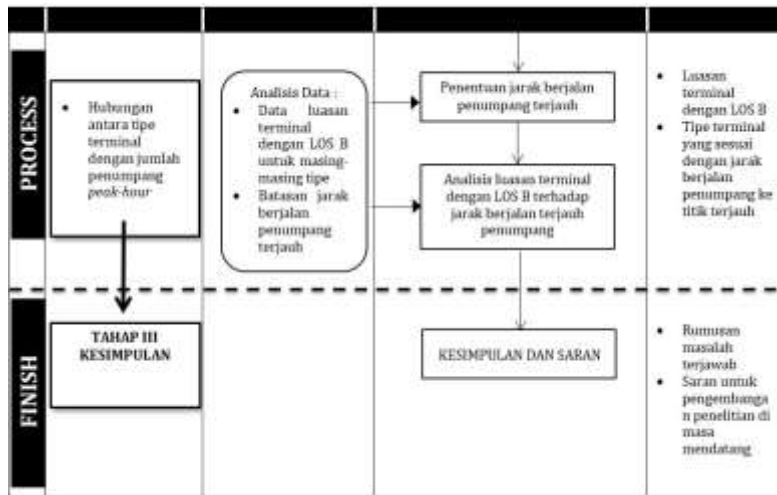 PROCESS
• Hubungan
antara tipe
terminal
dengan jumlah
penumpang
peak-hour
Analisis Data :
• Data luasan
terminal
dengan LOS B
untuk masing-
masing tipe
• Batasan jarak
berjalan
penumpang
terjauh
Penentuan jarak berjalan
penumpang terjauh
Analisis luasan terminal
dengan LOS B terhadap
jarak berjalan terjauh
penumpang
• Luasan
terminal
dengan LOS B
• Tipe terminal
yang sesuai
dengan jarak
berjalan
penumpang ke
titik terjauh
FINISH
TAHAP III
KESIMPULAN
KESIMPULAN DAN SARAN
• Rumusan
masalah
terjawab
• Saran untuk
pengembanga
n penelitian di
masa
mendatang